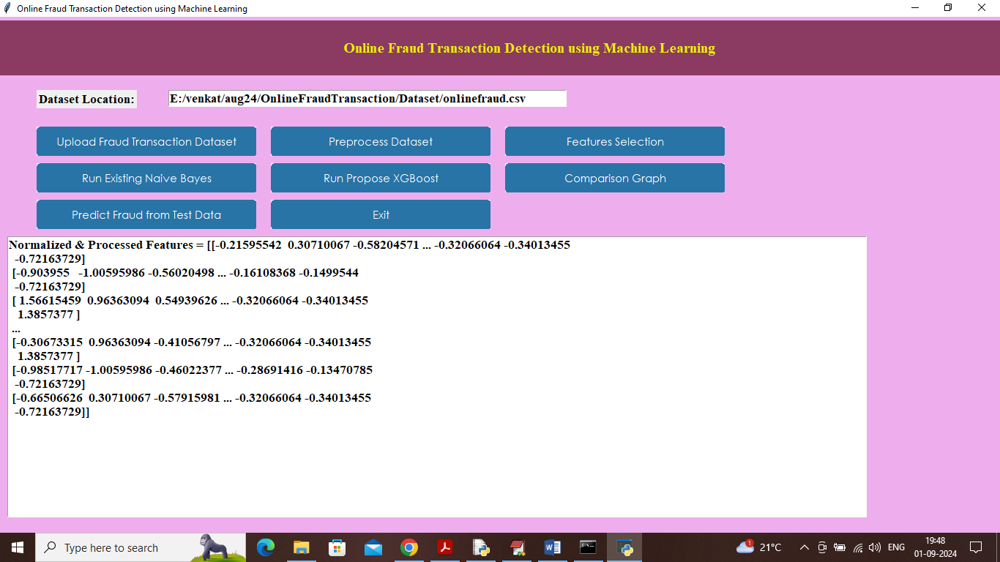 Online Fraud Transaction Detection using Machine Learning
Online Fraud Transaction Detection using Machine Learning
Dataset Location: E:/venkat/aug24/OnlineFraudTransaction/Dataset/onlinefraud.csv
Upload Fraud Transaction Dataset Preprocess Dataset Features Selection
Run Existing Naive Bayes Run Propose XGBoost Comparison Graph
Predict Fraud from Test Data Exit
Normalized & Processed Features = [[-0.21595542 0.30710067 -0.58204571 ... -0.32066064 -0.34013455
-0.72163729]
[-0.903955 -1.00595986 -0.56020498 ... -0.16108368 -0.1499544
-0.72163729]
[ 1.56615459 0.96363094 0.54939626 ... -0.32066064 -0.34013455
1.3857377 ]
...
[-0.30673315 0.96363094 -0.41056797 ... -0.32066064 -0.34013455
1.3857377 ]
[-0.98517717 -1.00595986 -0.46022377 ... -0.28691416 -0.13470785
-0.72163729]
[-0.66506626 0.30710067 -0.57915981 ... -0.32066064 -0.34013455
-0.72163729]]
Type here to search 1 21°C ENG 19:48
01-09-2024